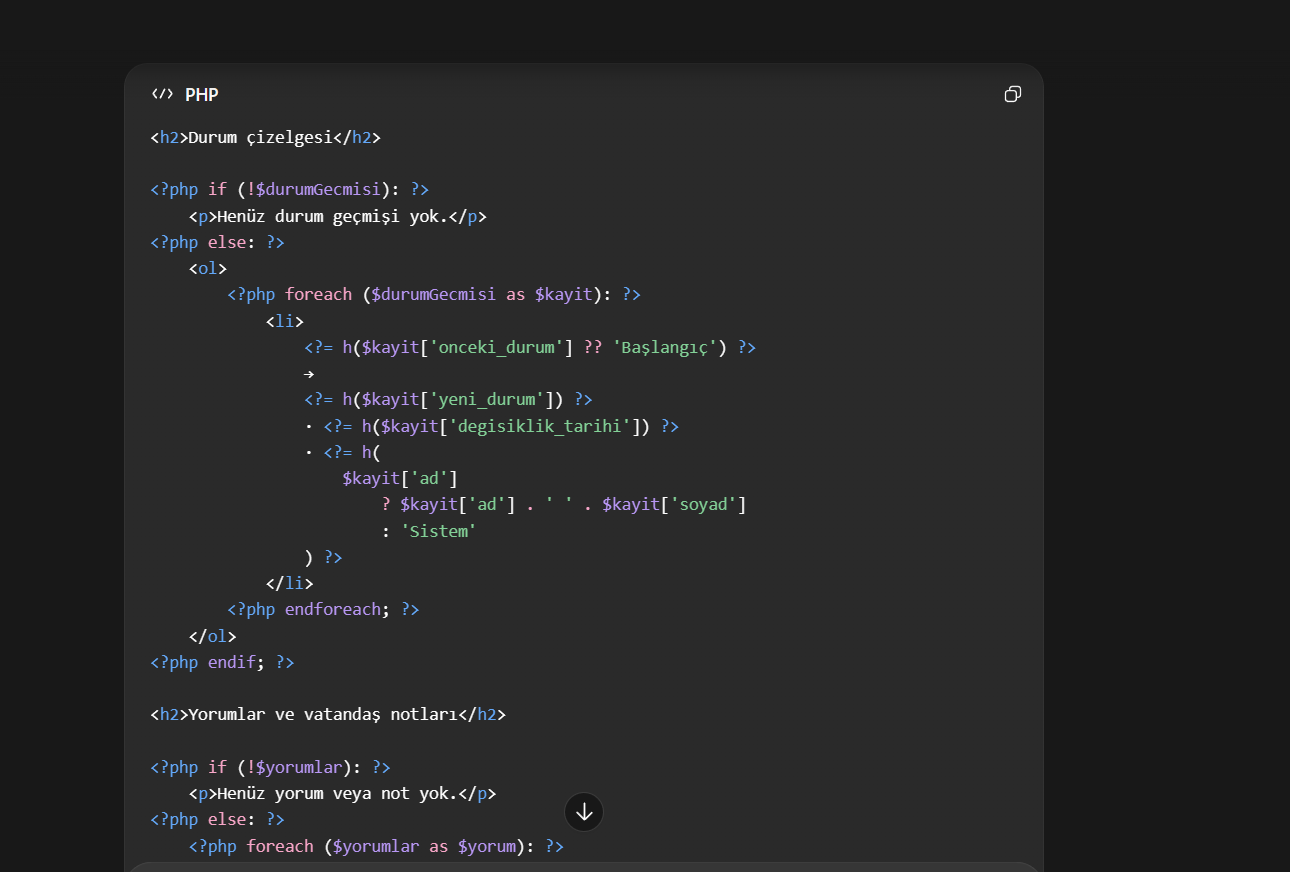 PHP
<h2>Durum çizelgesi</h2>
<?php if (!$durumGecmisi): ?>
<p>Henüz durum geçmişi yok.</p>
<?php else: ?>
<ol>
<?php foreach ($durumGecmisi as $kayit): ?>
<li>
<?= h($kayit['onceki_durum'] ?? 'Başlangıç') ?>
→
<?= h($kayit['yeni_durum']) ?>
· <?= h($kayit['degisiklik_tarihi']) ?>
· <?= h(
$kayit['ad']
? $kayit['ad'] . ' ' . $kayit['soyad']
: 'Sistem'
) ?>
</li>
<?php endforeach; ?>
</ol>
<?php endif; ?>
<h2>Yorumlar ve vatandaş notları</h2>
<?php if (!$yorumlar): ?>
<p>Henüz yorum veya not yok.</p>
<?php else: ?>
<?php foreach ($yorumlar as $yorum): ?>